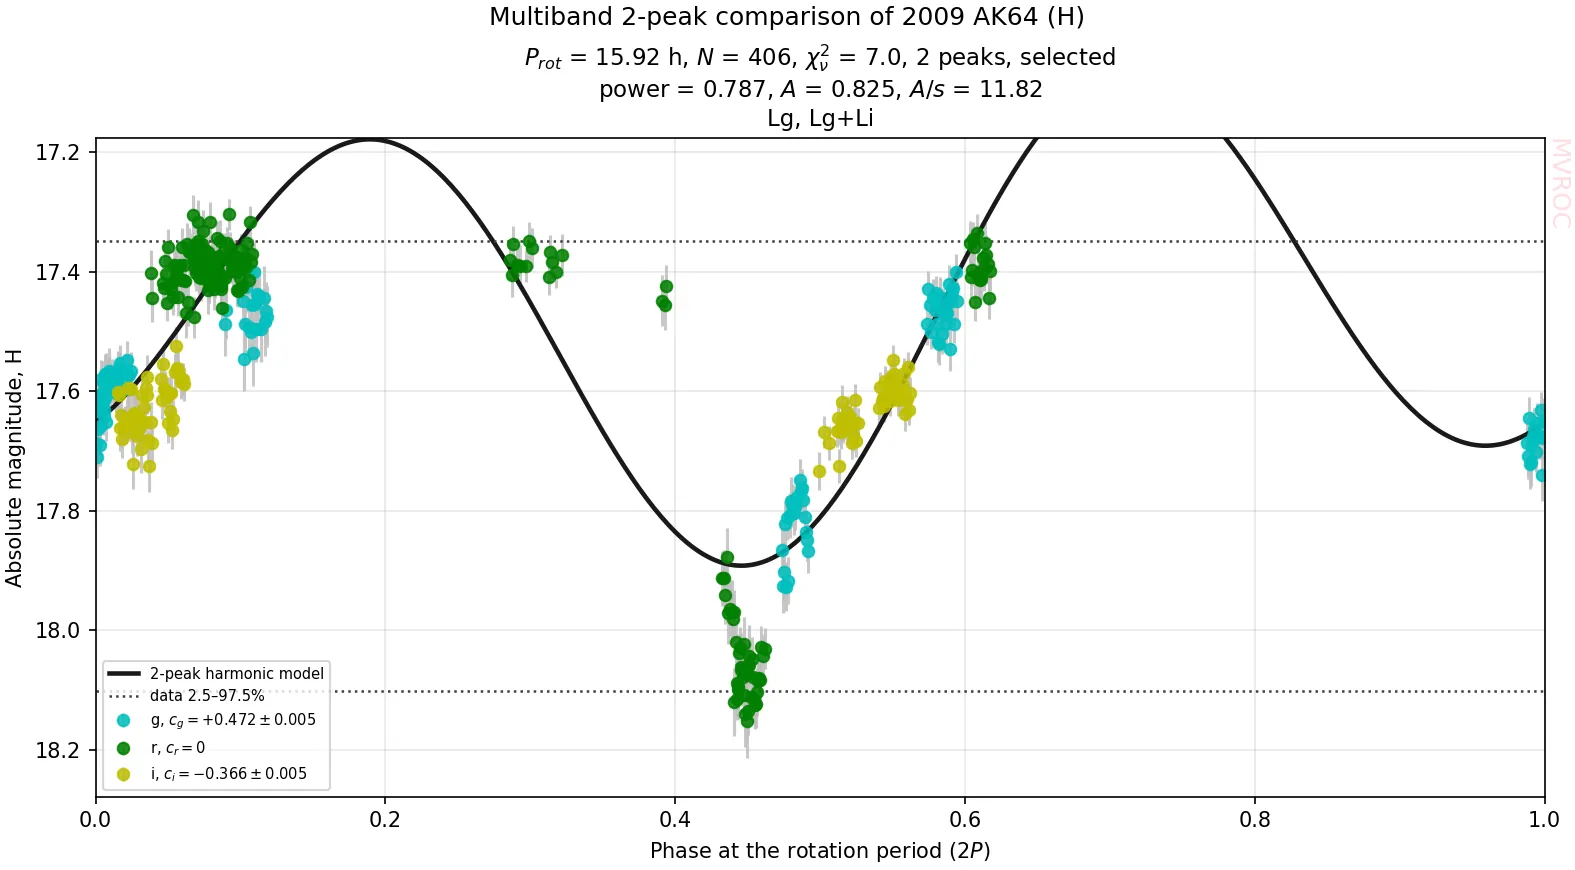 Multiband 2-peak comparison of 2009 AK64 (H)
P_rot = 15.92 h, N = 406, χ²_ν = 7.0, 2 peaks, selected
power = 0.787, A = 0.825, A/s = 11.82
Lg, Lg+Li
MVROC
Absolute magnitude, H
17.2
17.4
17.6
17.8
18.0
18.2
2-peak harmonic model
data 2.5–97.5%
g, c_g = +0.472 ± 0.005
r, c_r = 0
i, c_i = −0.366 ± 0.005
0.0 0.2 0.4 0.6 0.8 1.0
Phase at the rotation period (2P)